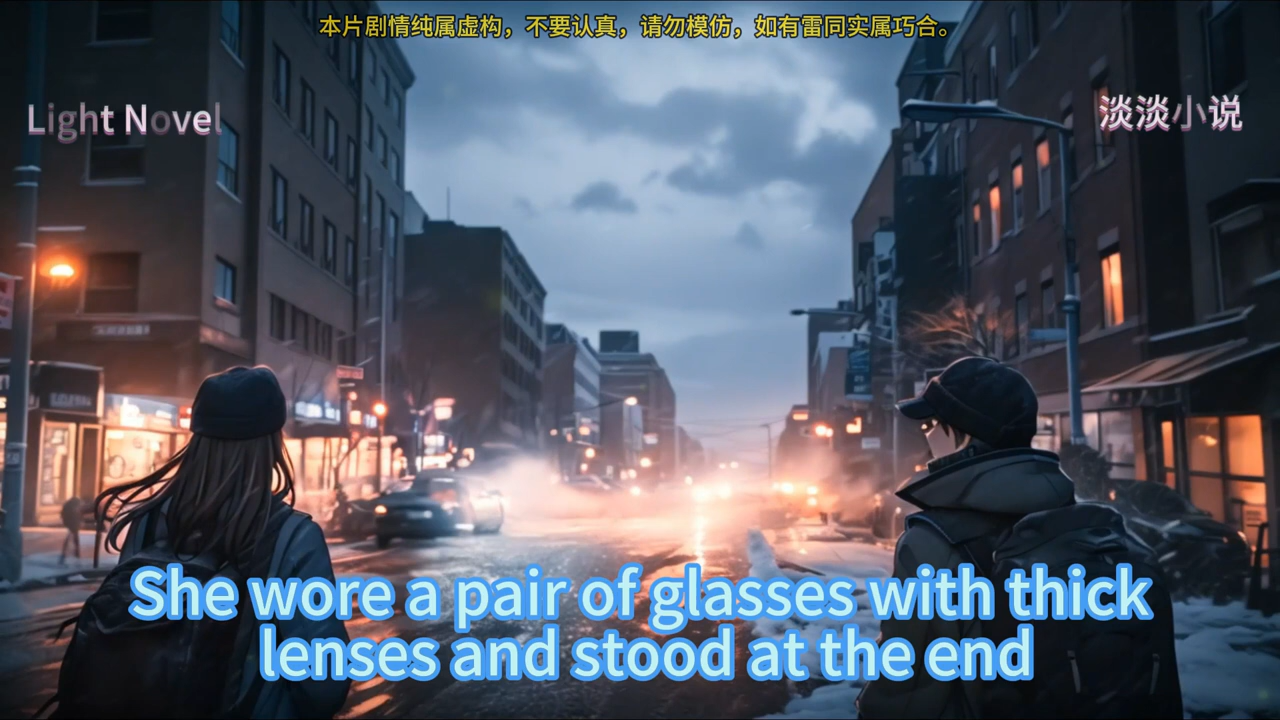 本片剧情纯属虚构，不要认真，请勿模仿，如有雷同实属巧合。
Light Novel
淡淡小说
She wore a pair of glasses with thick
lenses and stood at the end